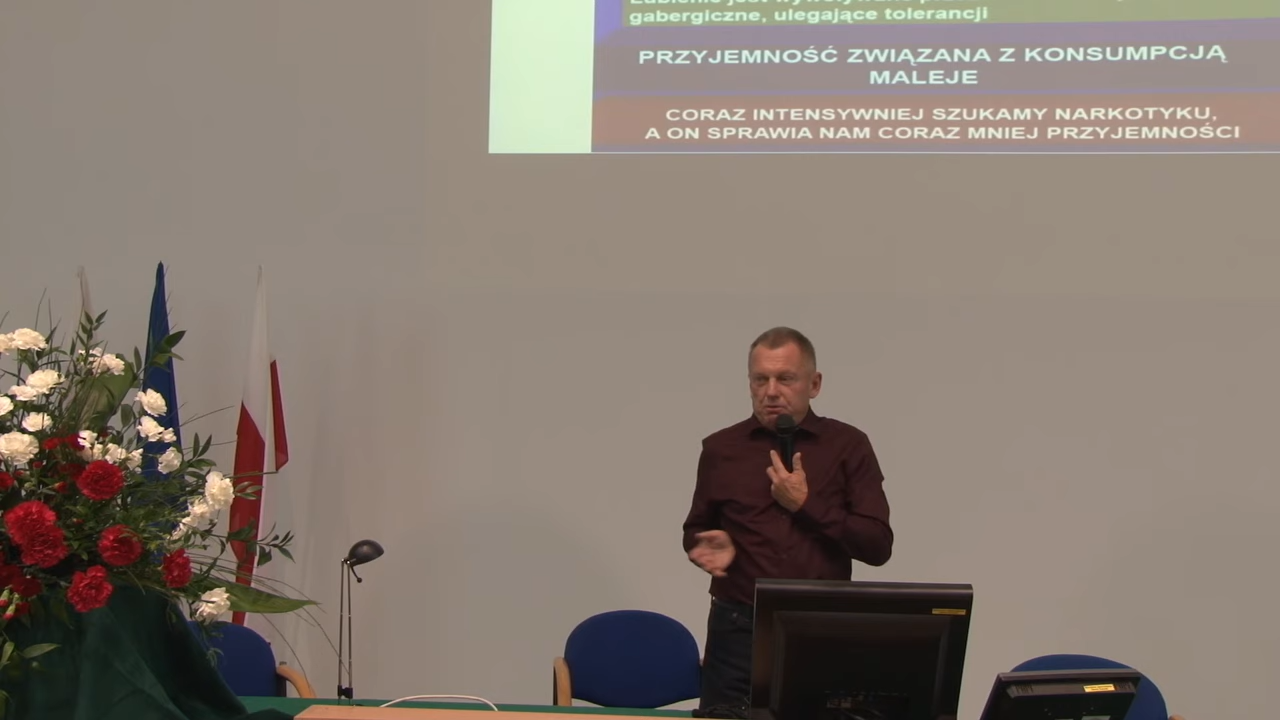 gabergiczne, ulegające tolerancji
PRZYJEMNOŚĆ ZWIĄZANA Z KONSUMPCJĄ
MALEJE
CORAZ INTENSYWNIEJ SZUKAMY NARKOTYKU,
A ON SPRAWIA NAM CORAZ MNIEJ PRZYJEMNOŚCI